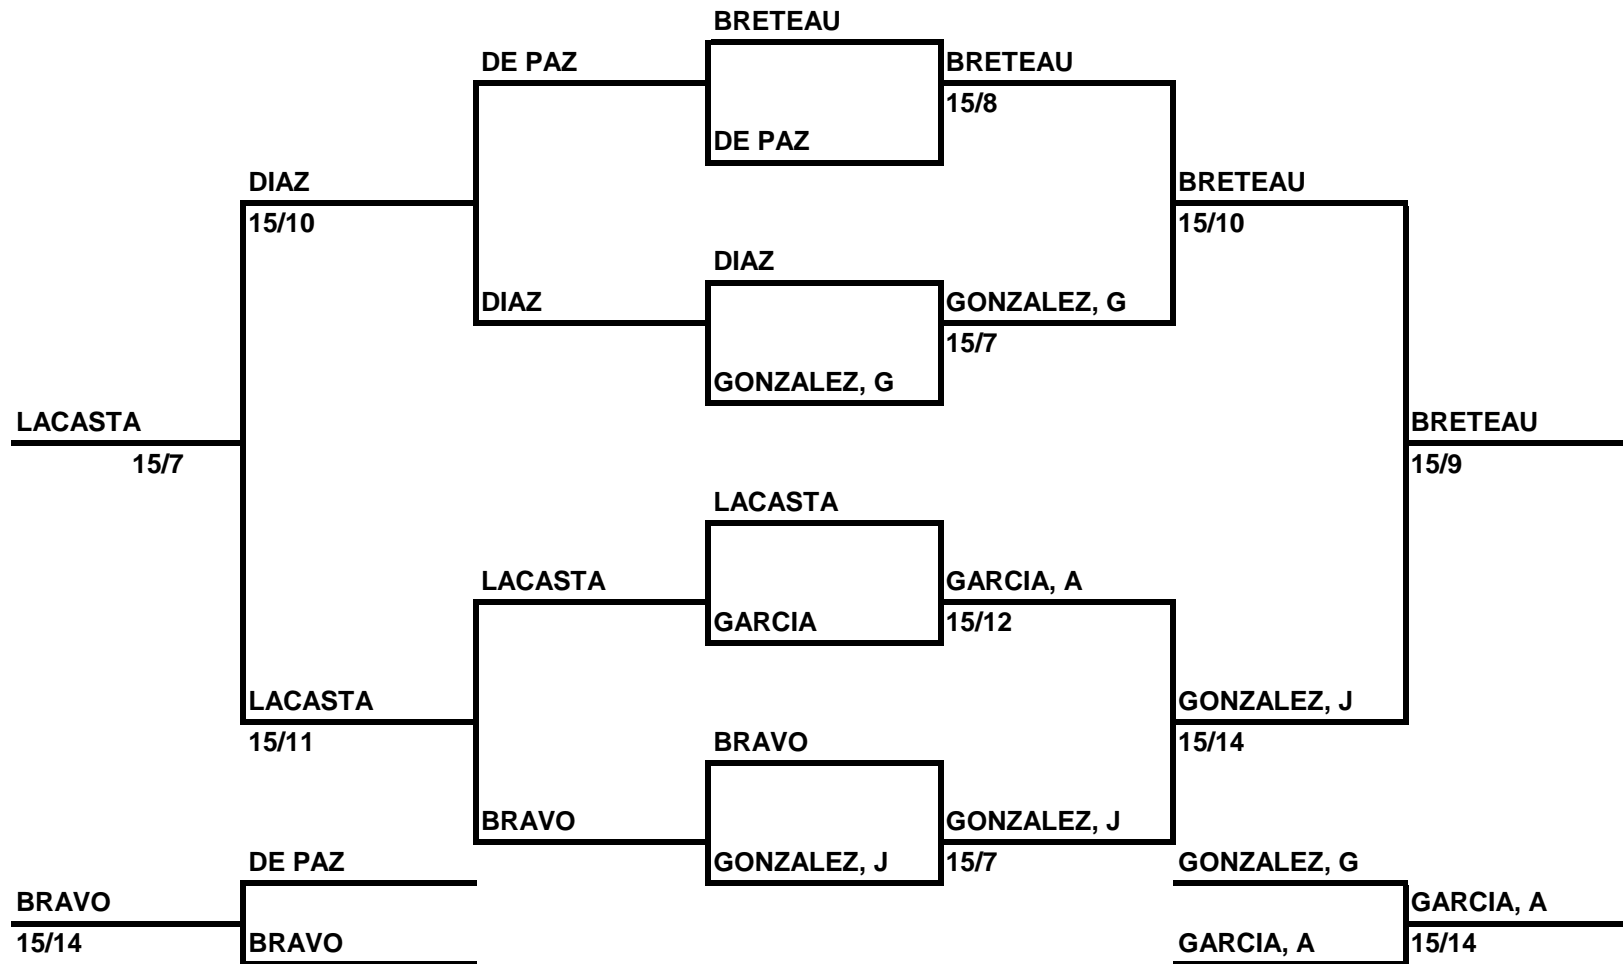 BRETEAU
DE PAZ
BRETEAU
15/8
DE PAZ
DIAZ
BRETEAU
15/10
15/10
DIAZ
DIAZ
GONZALEZ, G
15/7
GONZALEZ, G
LACASTA
BRETEAU
15/7
15/9
LACASTA
LACASTA
GARCIA, A
GARCIA
15/12
LACASTA
GONZALEZ, J
15/11
BRAVO
15/14
BRAVO
GONZALEZ, J
DE PAZ
GONZALEZ, J
15/7
GONZALEZ, G
BRAVO
GARCIA, A
15/14
BRAVO
GARCIA, A
15/14